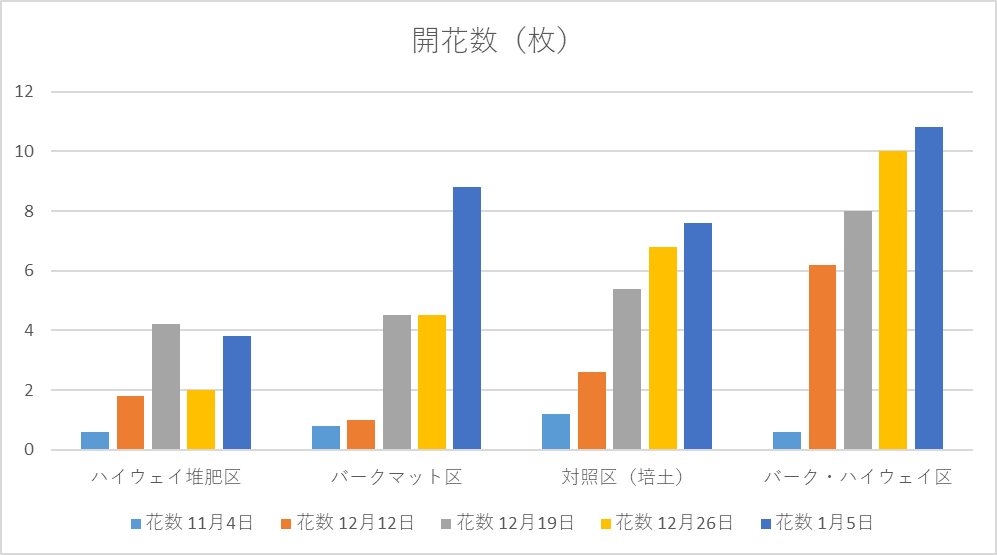 開花数（枚）
12
10
8
6
4
2
0
ハイウェイ堆肥区 バークマット区 対照区（培土） バーク・ハイウェイ区
花数 11月4日 花数 12月12日 花数 12月19日 花数 12月26日 花数 1月5日